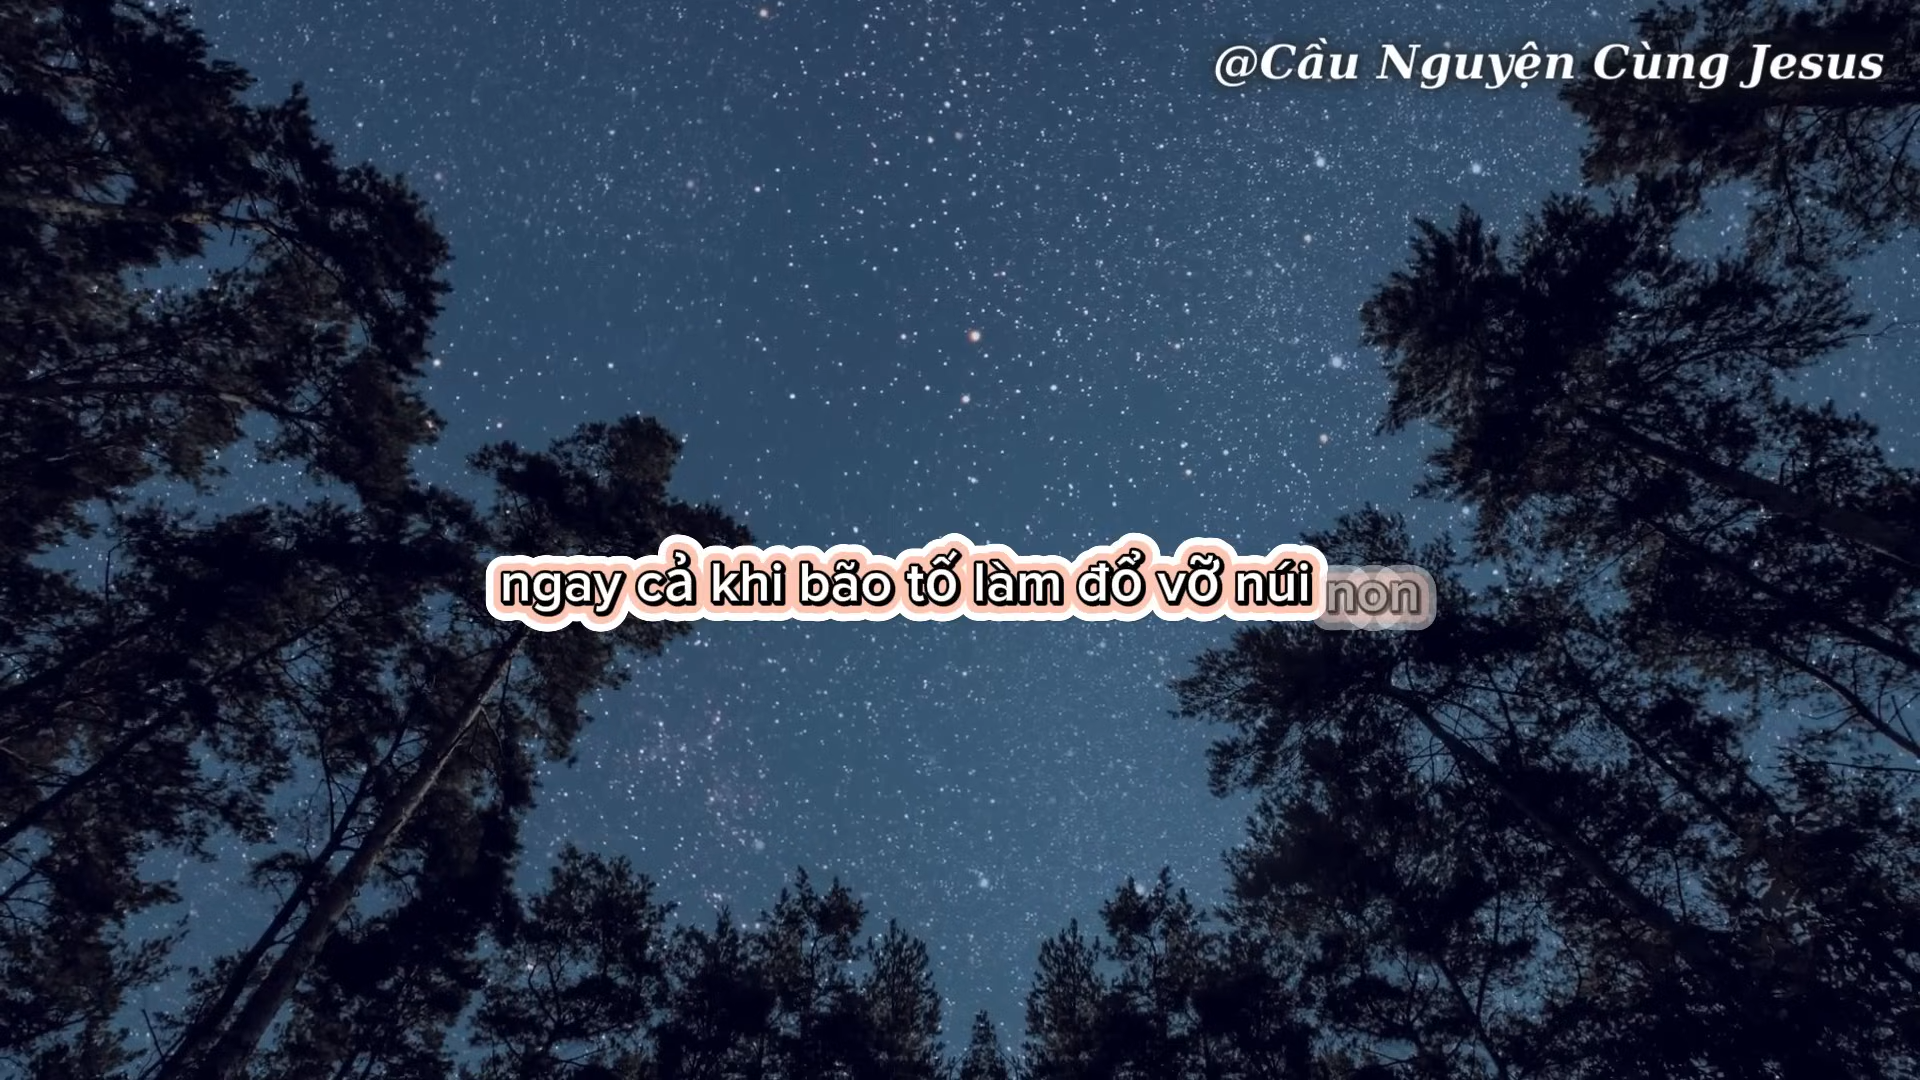 @Cầu Nguyện Cùng Jesus
ngay cả khi bão tố làm đổ vỡ núi non